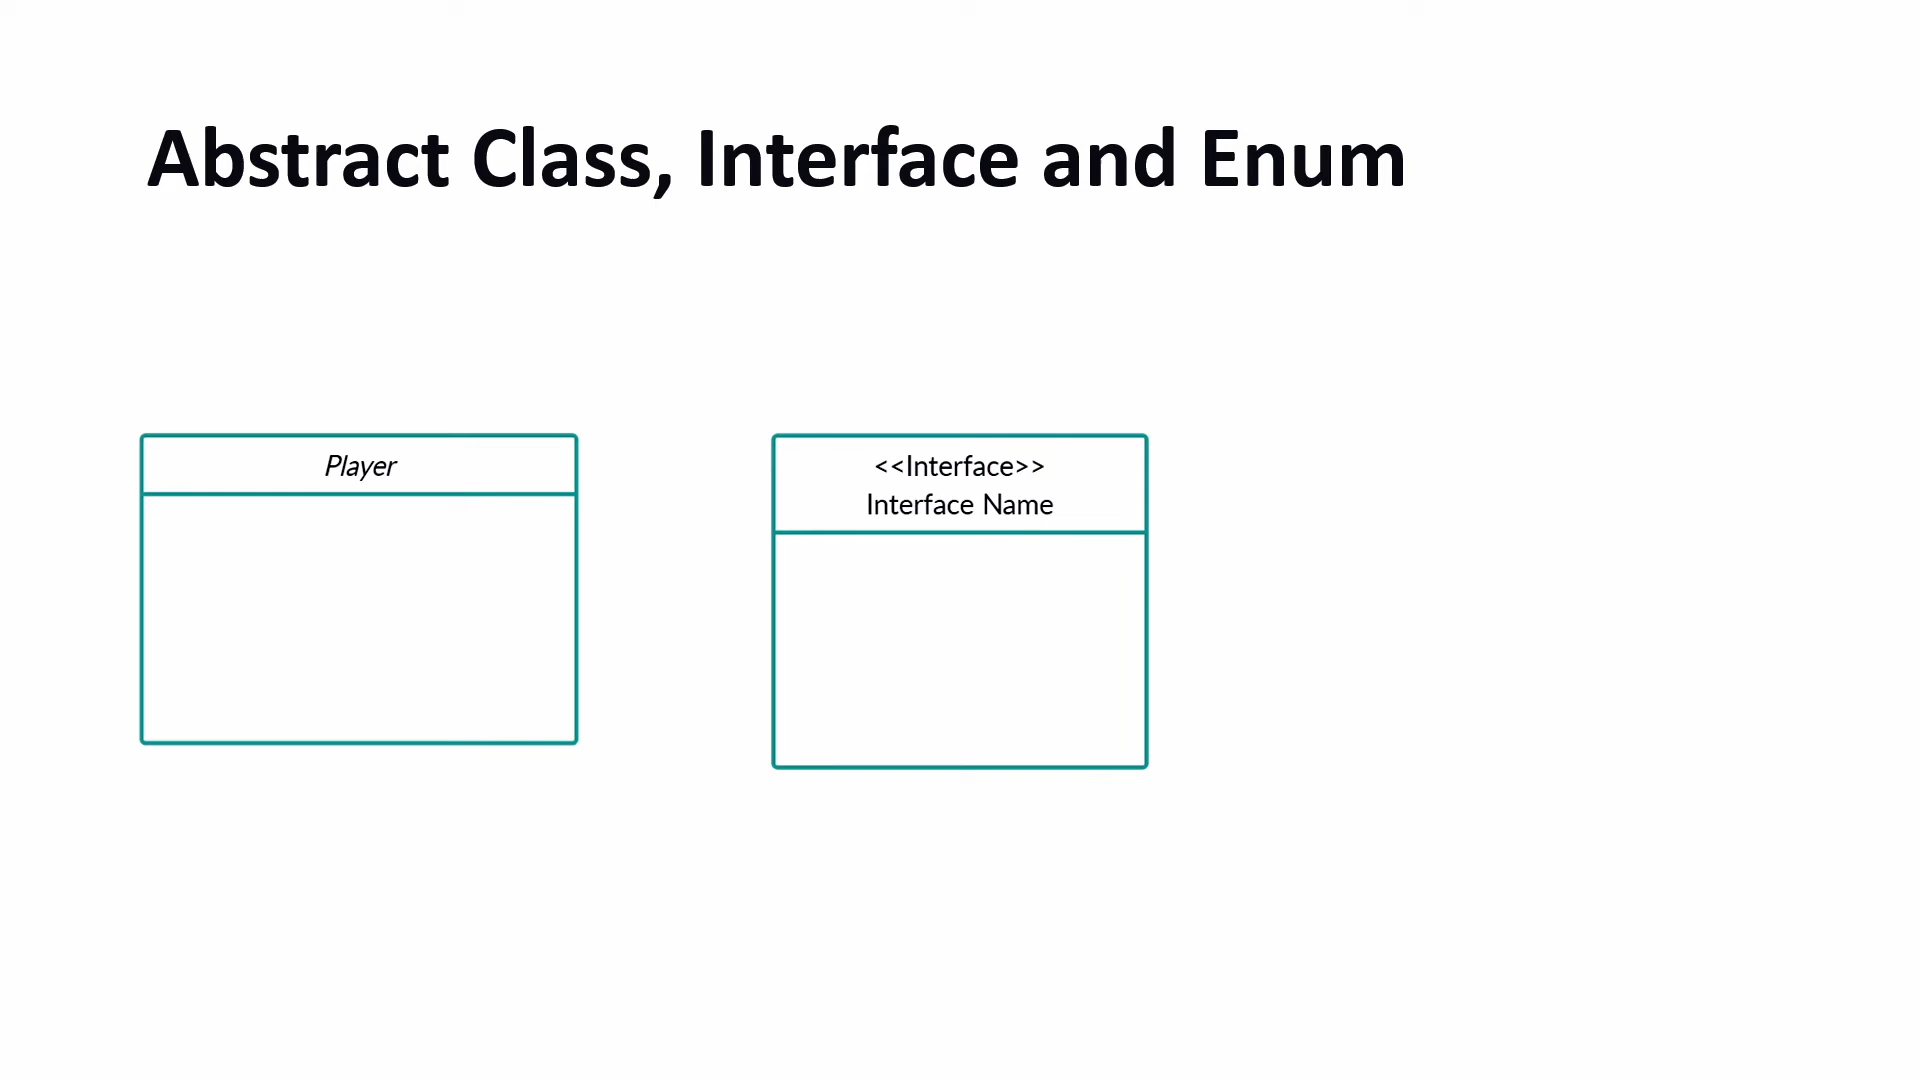 Abstract Class, Interface and Enum
Player
<<Interface>>
Interface Name